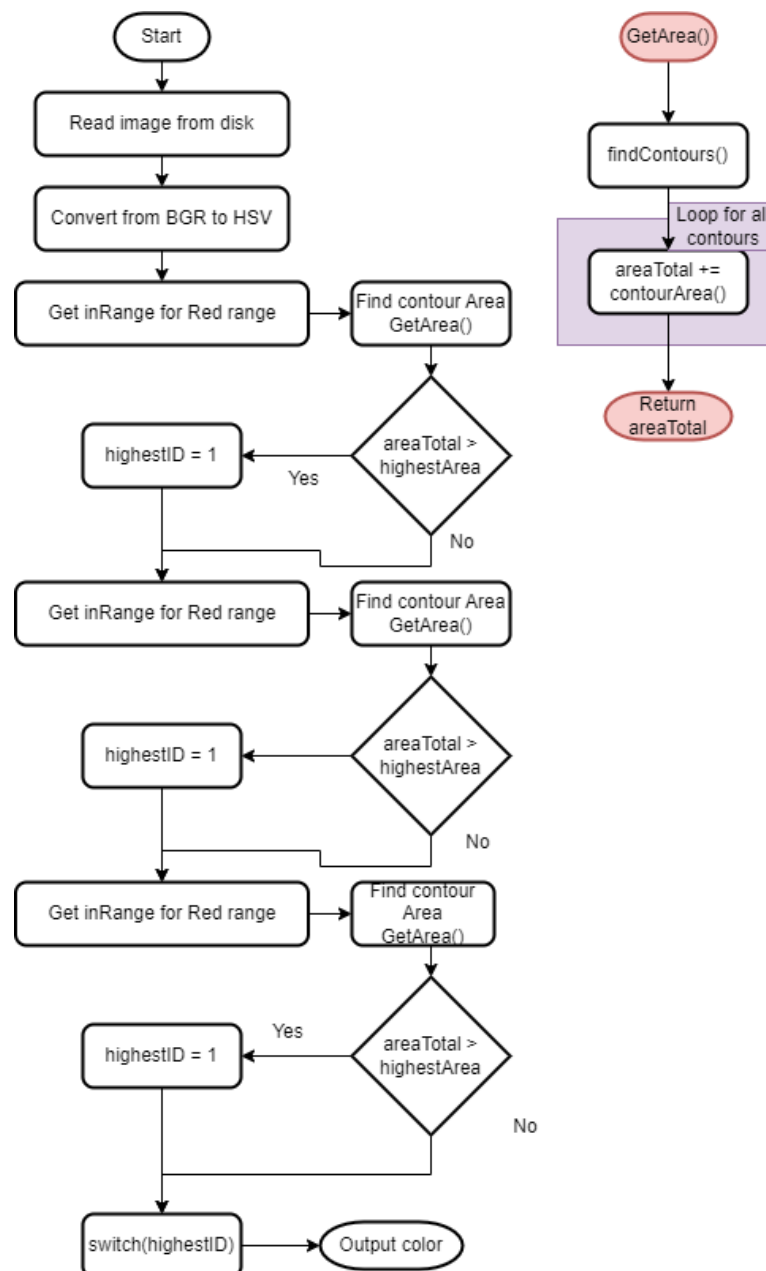 Start
Read image from disk
Convert from BGR to HSV
Get inRange for Red range
Find contour Area
GetArea()
areaTotal >
highestArea
Yes
highestID = 1
No
Get inRange for Red range
Find contour Area
GetArea()
areaTotal >
highestArea
highestID = 1
No
Get inRange for Red range
Find contour
Area
GetArea()
areaTotal >
highestArea
Yes
highestID = 1
No
switch(highestID)
Output color
GetArea()
findContours()
Loop for al
contours
areaTotal +=
contourArea()
Return
areaTotal